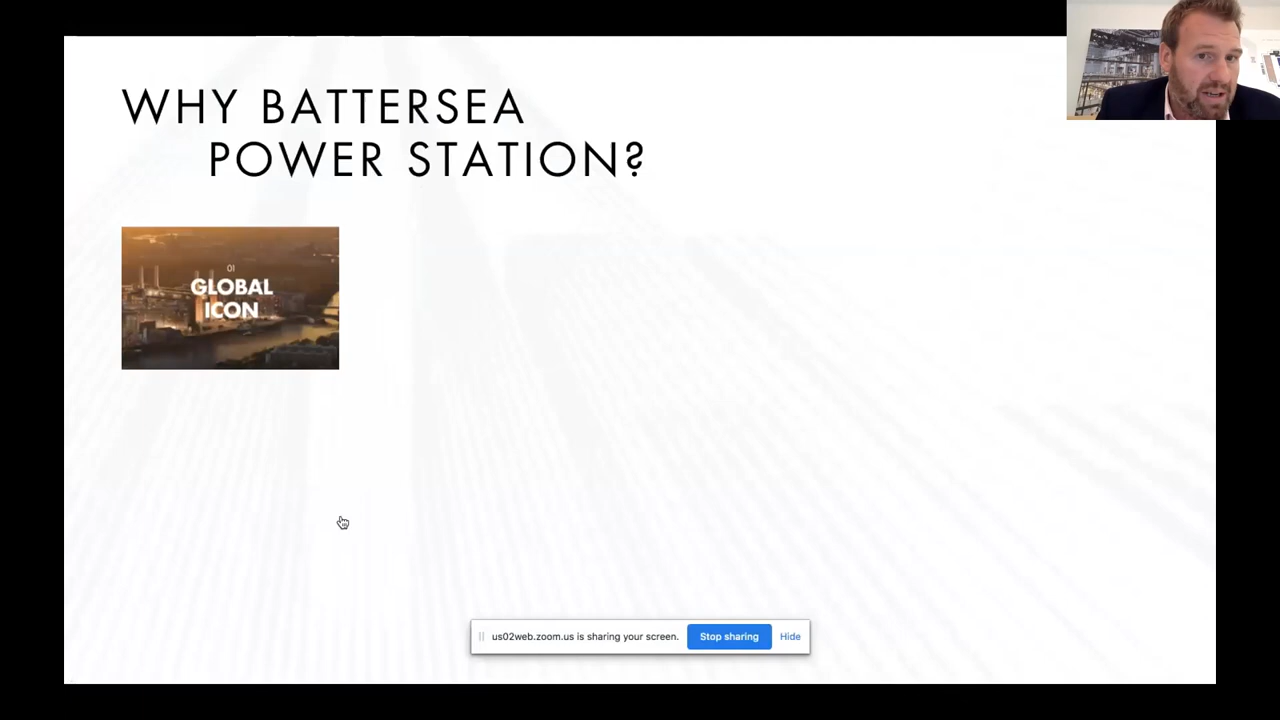 WHY BATTERSEA
POWER STATION?
01
GLOBAL
ICON
us02web.zoom.us is sharing your screen.
Stop sharing
Hide